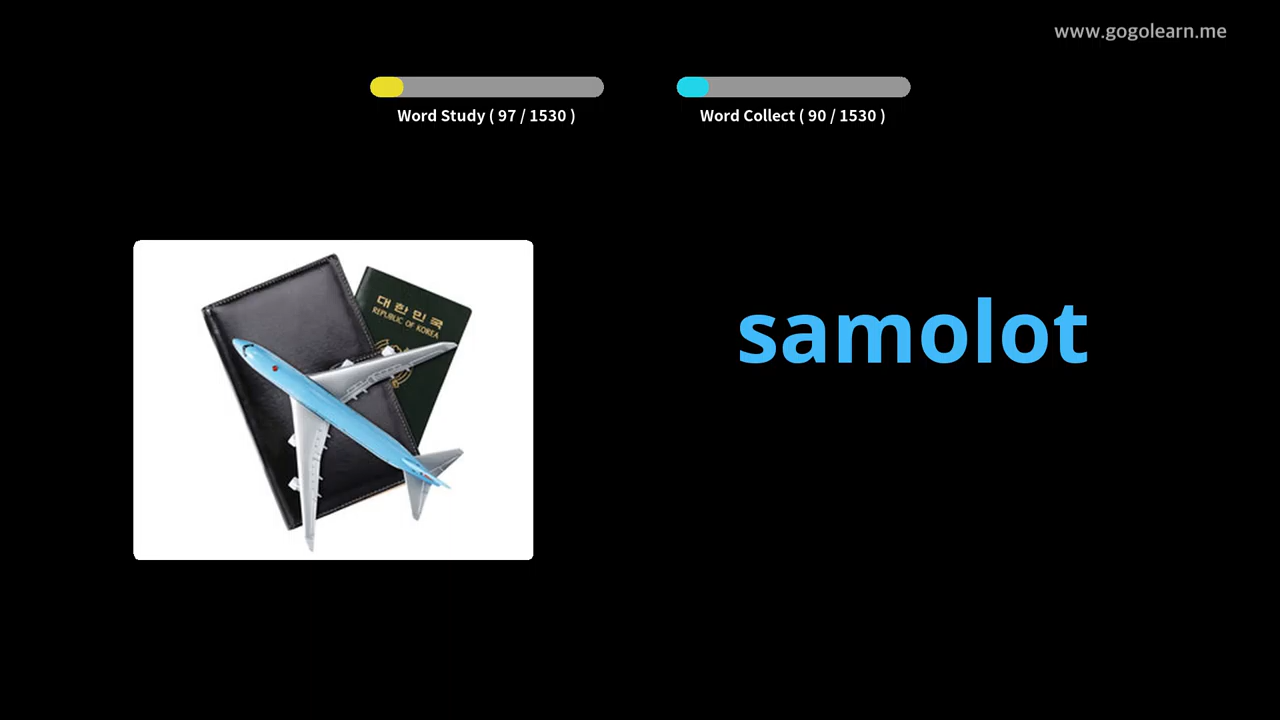 www.gogolearn.me
Word Study ( 97 / 1530 )
Word Collect ( 90 / 1530 )
대한민국
REPUBLIC OF KOREA
samolot